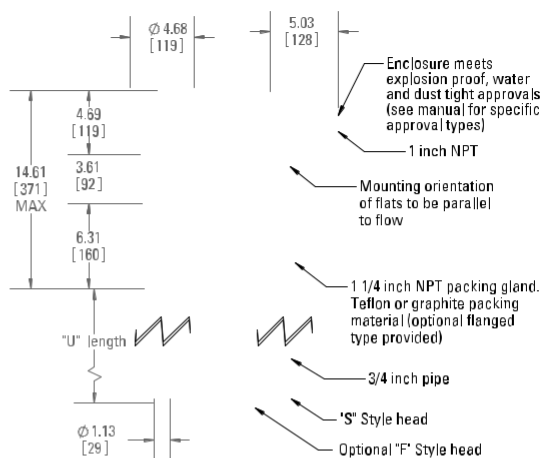 Ø 4.68
[119]
5.03
[128]
Enclosure meets
explosion proof, water
and dust tight approvals
(see manual for specific
approval types)
1 inch NPT
4.69
[119]
14.61
[371]
MAX
3.61
[92]
Mounting orientation
of flats to be parallel
to flow
6.31
[160]
1 1/4 inch NPT packing gland.
Teflon or graphite packing
material (optional flanged
type provided)
"U" length
3/4 inch pipe
"S" Style head
Ø 1.13
[29]
Optional "F" Style head